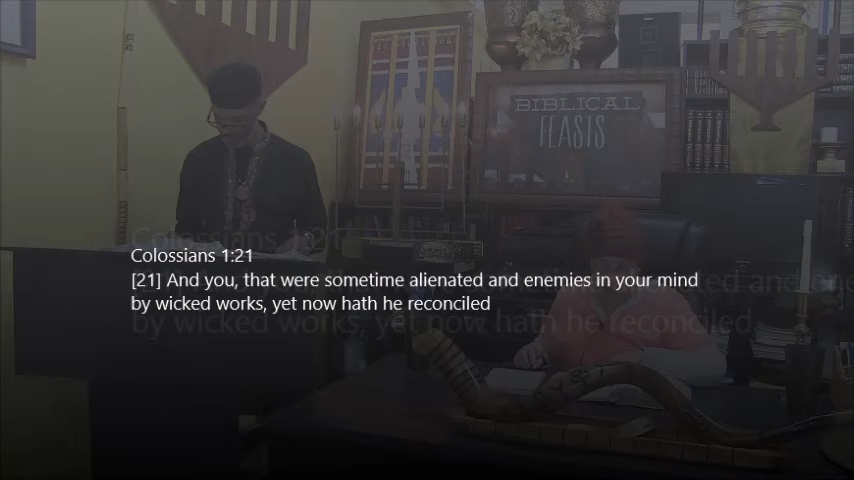 BIBLICAL
FEASTS
Colossians 1:21
[21] And you, that were sometime alienated and enemies in your mind
by wicked works, yet now hath he reconciled